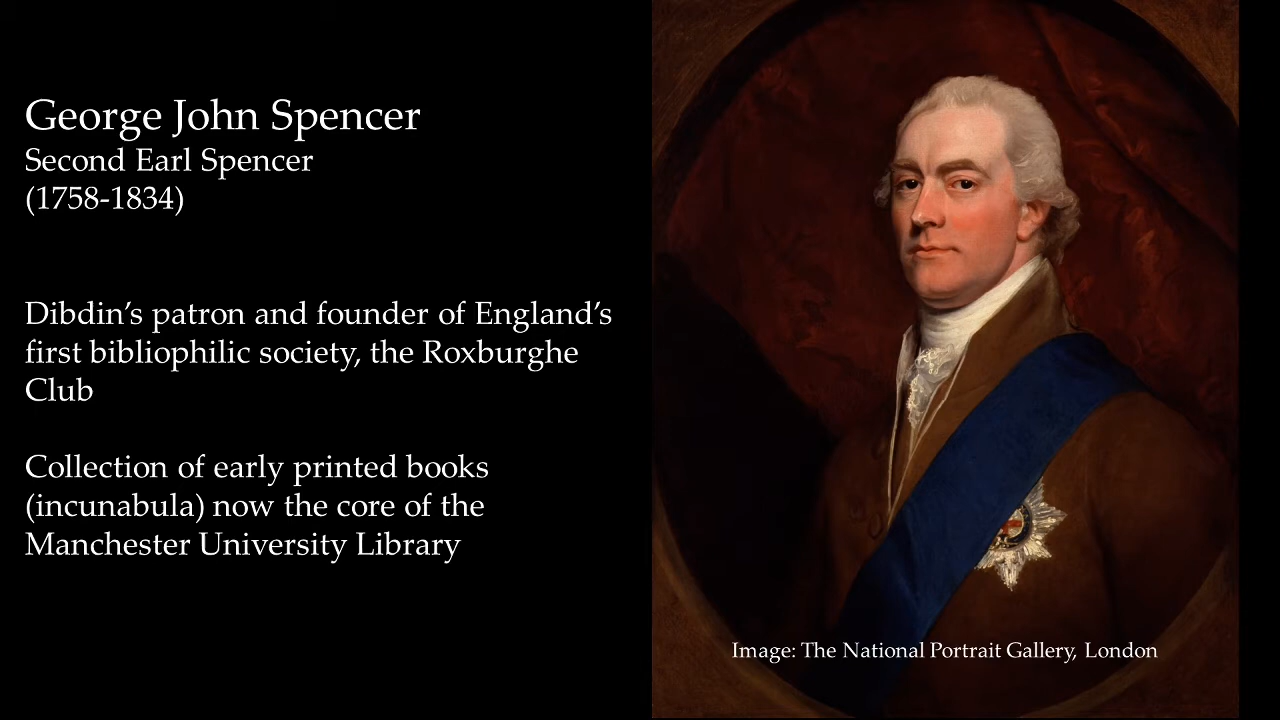 George John Spencer
Second Earl Spencer
(1758-1834)
Dibdin’s patron and founder of England’s
first bibliophilic society, the Roxburghe
Club
Collection of early printed books
(incunabula) now the core of the
Manchester University Library
Image: The National Portrait Gallery, London